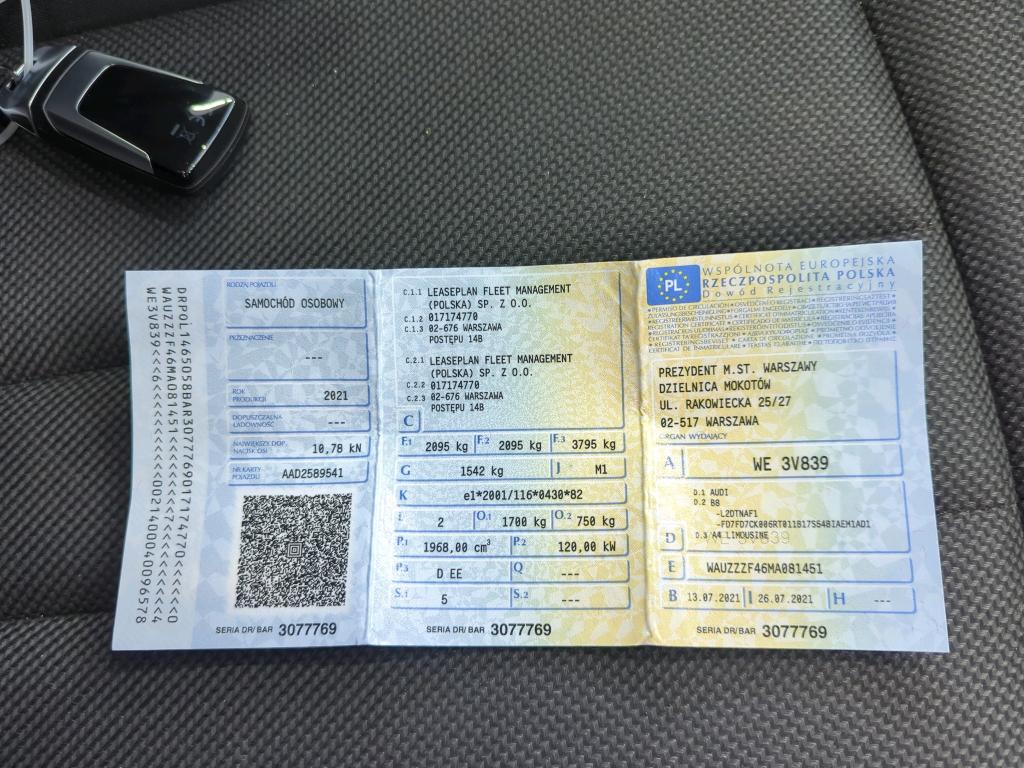 DRPOL1465058BAR3077769017174770<<<<<<<0
WAUZZZF46MA081451<<<<<<<<<<<<<7<<<<<<<<
WE3V839<<6<<<<<<<<<<<<<<002140004009657
RODZAJ POJAZDU
SAMOCHÓD OSOBOWY
PRZEZNACZENIE
---
ROK
PRODUKCJI 2021
DOPUSZCZALNA
ŁADOWNOŚĆ ---
NAJWIĘKSZY DOP.
NACISK OSI 10,78 kN
NR KARTY
POJAZDU AAD2589541
SERIA DR/BAR 3077769
C.1.1 LEASEPLAN FLEET MANAGEMENT
(POLSKA) SP. Z O.O.
C.1.2 017174770
C.1.3 02-676 WARSZAWA
POSTĘPU 14B
C.2.1 LEASEPLAN FLEET MANAGEMENT
(POLSKA) SP. Z O.O.
C.2.2 017174770
C.2.3 02-676 WARSZAWA
POSTĘPU 14B
C
F.1 2095 kg F.2 2095 kg F.3 3795 kg
G 1542 kg J M1
K e1*2001/116*0430*82
L 2 O.1 1700 kg O.2 750 kg
P.1 1968,00 cm³ P.2 120,00 kW
P.3 D EE Q ---
S.1 5 S.2 ---
SERIA DR/BAR 3077769
PL
WSPÓLNOTA EUROPEJSKA
RZECZPOSPOLITA POLSKA
Dowód Rejestracyjny
PREZYDENT M.ST. WARSZAWY
DZIELNICA MOKOTÓW
UL. RAKOWIECKA 25/27
02-517 WARSZAWA
ORGAN WYDAJĄCY
A WE 3V839
D.1 AUDI
D.2 B8
-L2DTNAF1
-FD7FD7CK006RT011B17S54BIAEM1AD1
D D.3 A4 LIMOUSINE
WE 3V839
E WAUZZZF46MA081451
B 13.07.2021 I 26.07.2021 H ---
SERIA DR/BAR 3077769